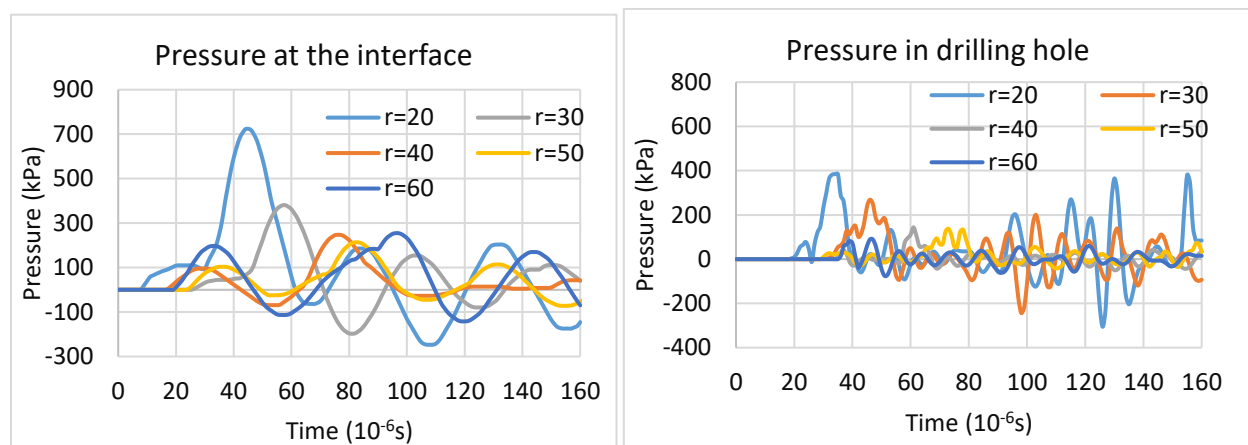 Pressure at the interface
Pressure (kPa)
900
700
500
300
100
-100
-300
r=20
r=30
r=40
r=50
r=60
0 20 40 60 80 100 120 140 160
Time (10-6s)
Pressure in drilling hole
Pressure (kPa)
800
600
400
200
0
-200
-400
r=20
r=30
r=40
r=50
r=60
0 20 40 60 80 100 120 140 160
Time (10-6s)